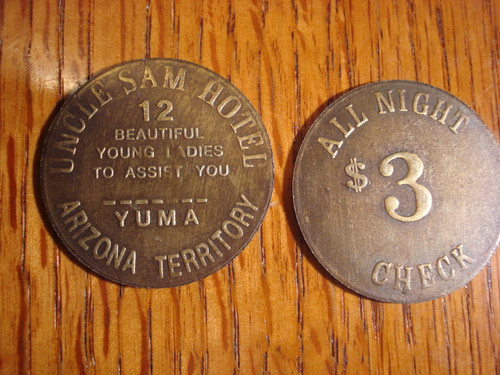 UNCLE SAM HOTEL
12
BEAUTIFUL
YOUNG LADIES
TO ASSIST YOU
YUMA
ARIZONA TERRITORY
ALL NIGHT
$3
CHECK